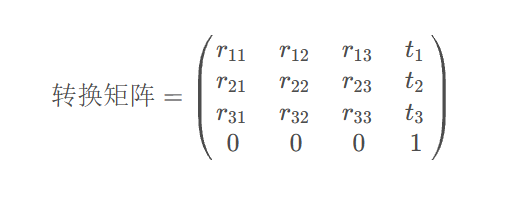 转换矩阵 = 
r₁₁ r₁₂ r₁₃ t₁
r₂₁ r₂₂ r₂₃ t₂
r₃₁ r₃₂ r₃₃ t₃
0 0 0 1